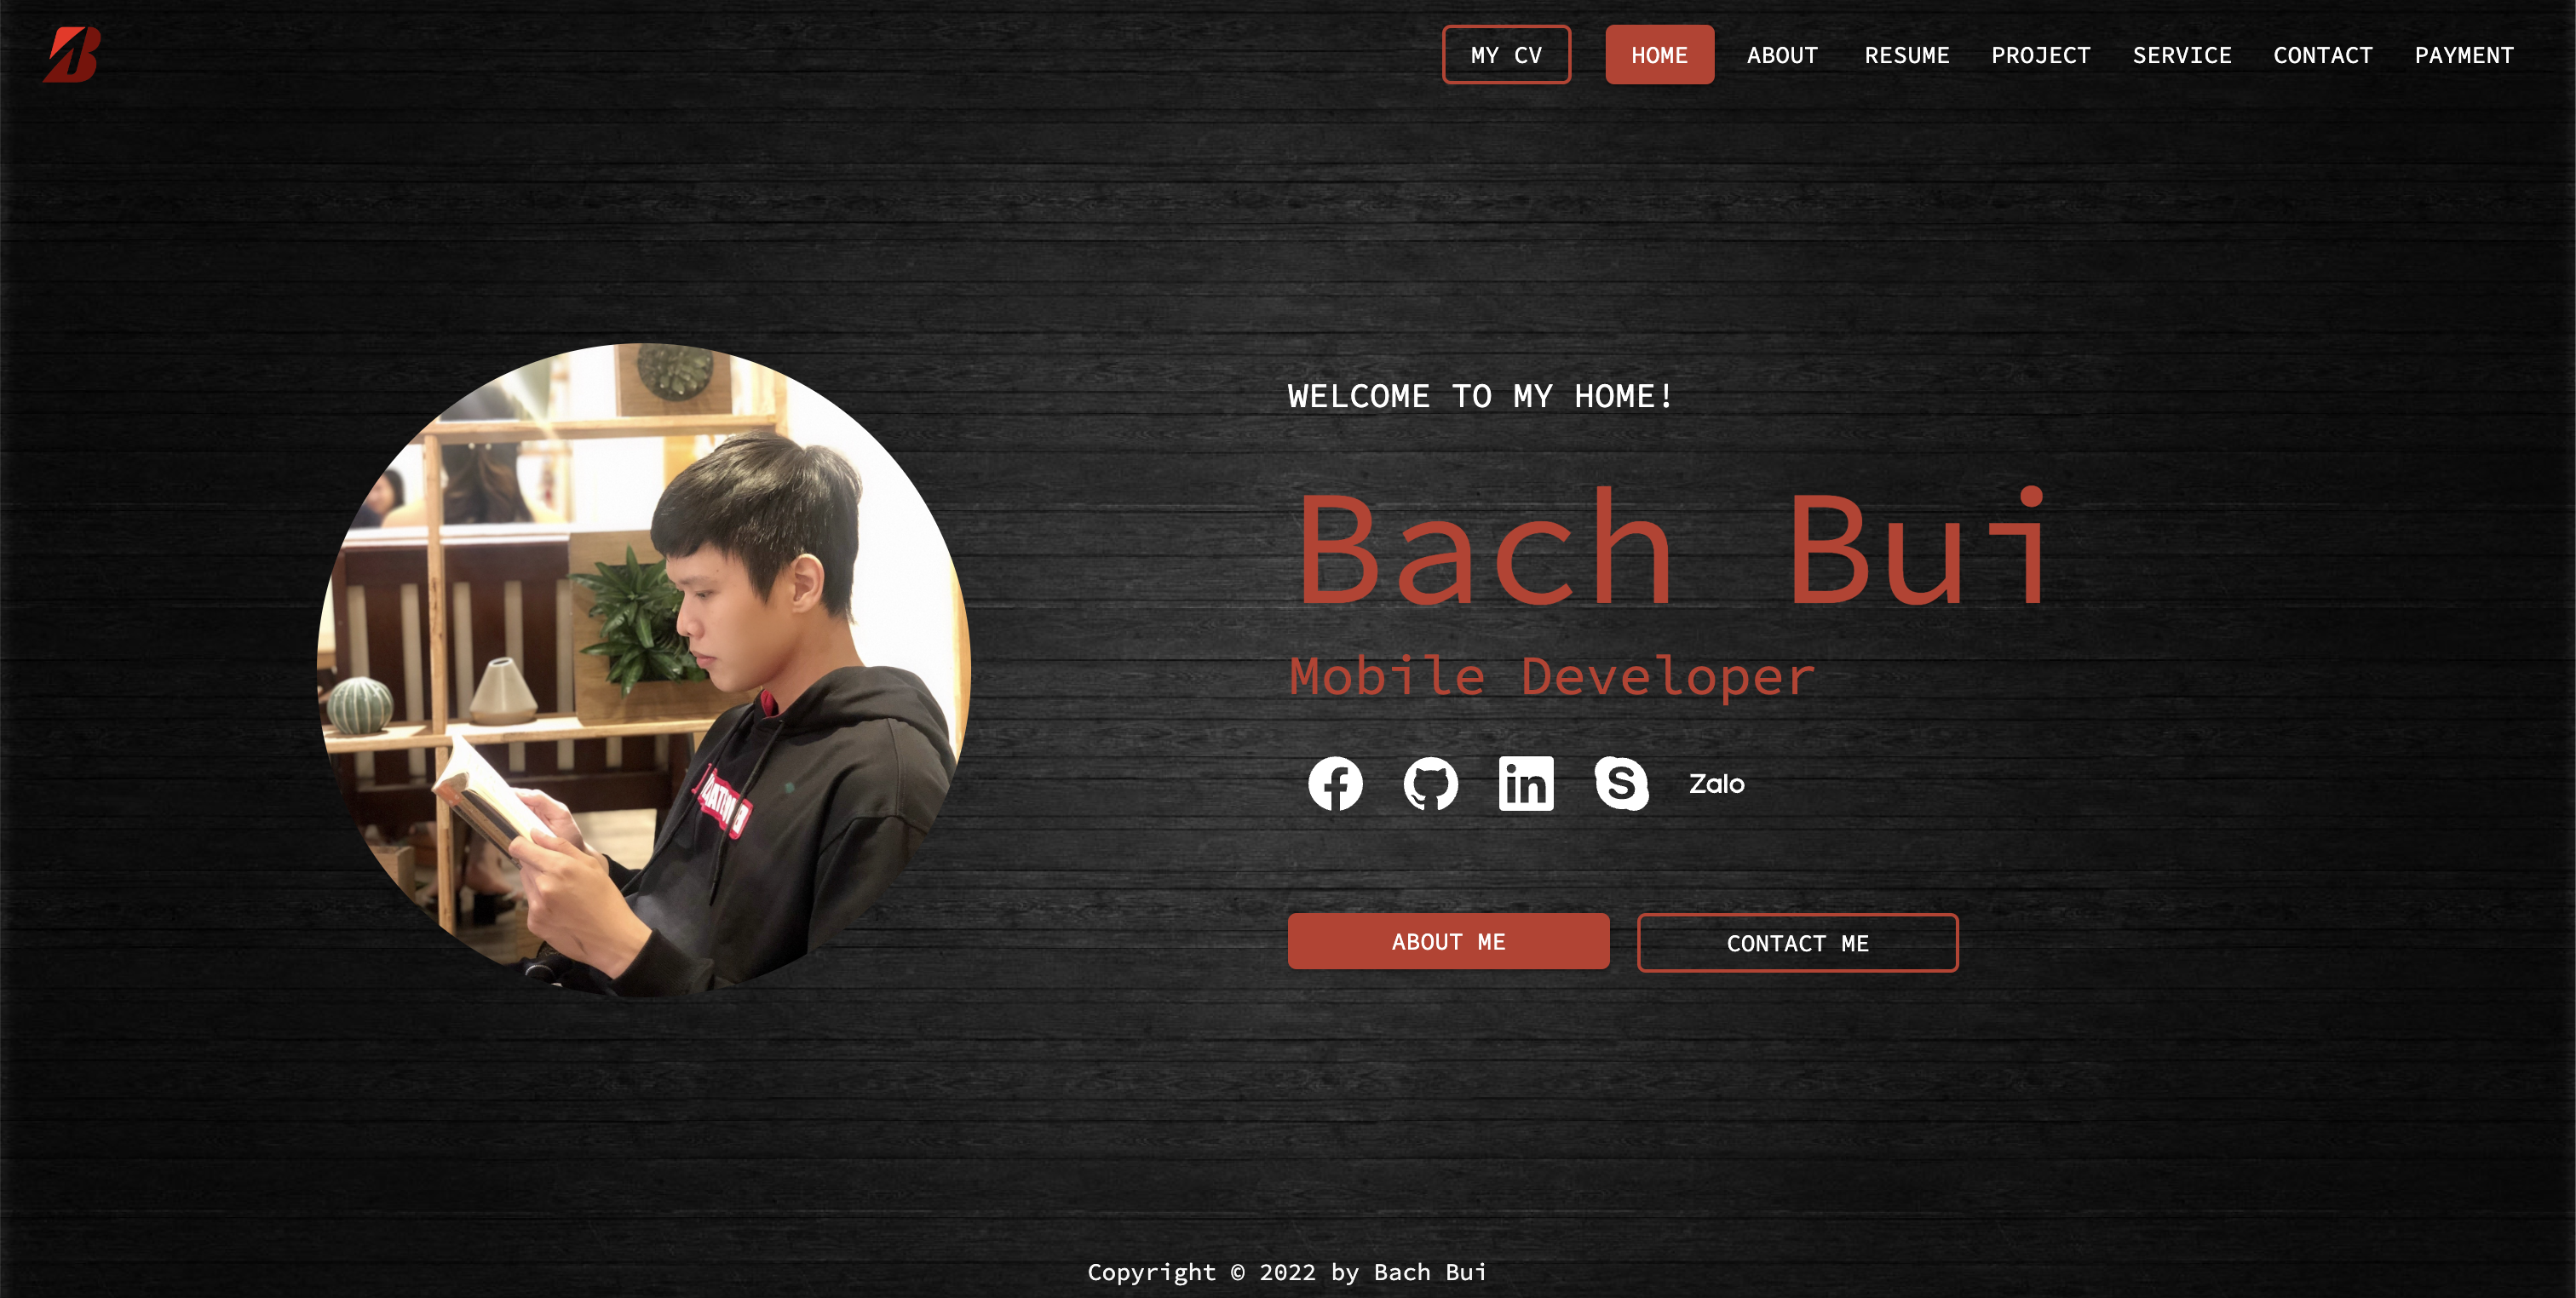 MY CV HOME ABOUT RESUME PROJECT SERVICE CONTACT PAYMENT
WELCOME TO MY HOME!
Bach Bui
Mobile Developer
Zalo
ABOUT ME CONTACT ME
Copyright © 2022 by Bach Bui